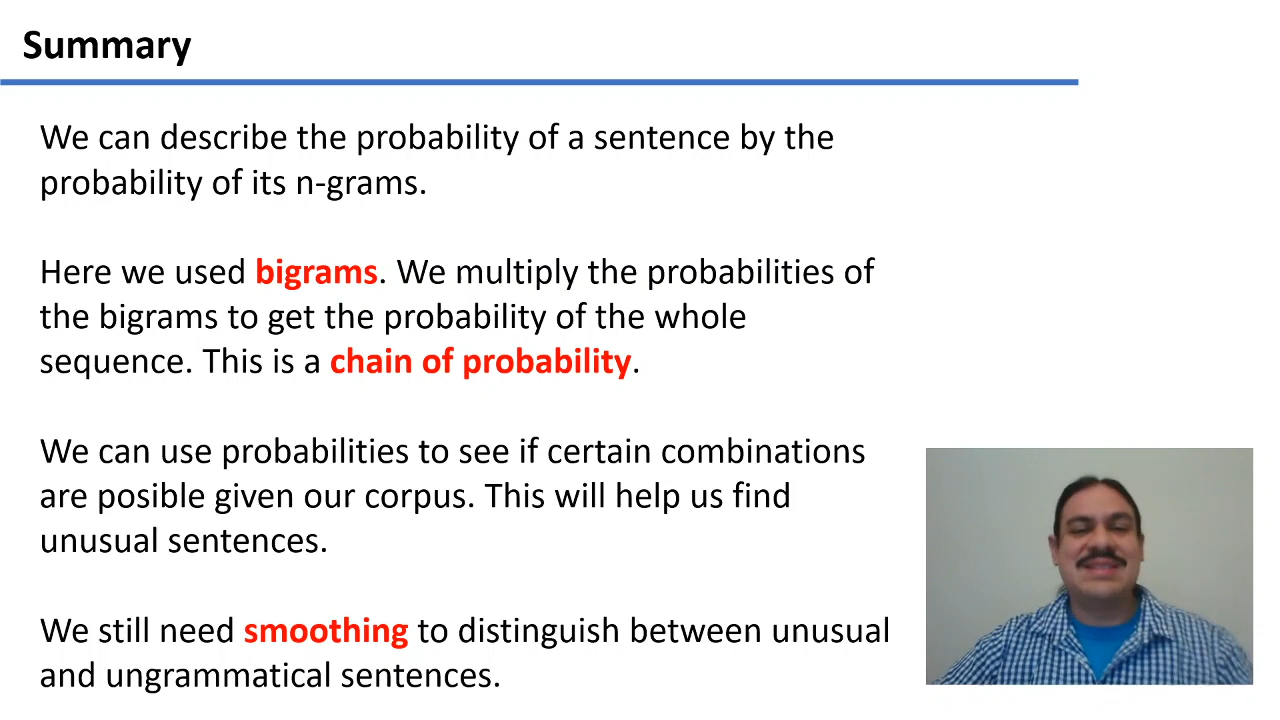 Summary
We can describe the probability of a sentence by the
probability of its n-grams.
Here we used bigrams. We multiply the probabilities of
the bigrams to get the probability of the whole
sequence. This is a chain of probability.
We can use probabilities to see if certain combinations
are posible given our corpus. This will help us find
unusual sentences.
We still need smoothing to distinguish between unusual
and ungrammatical sentences.